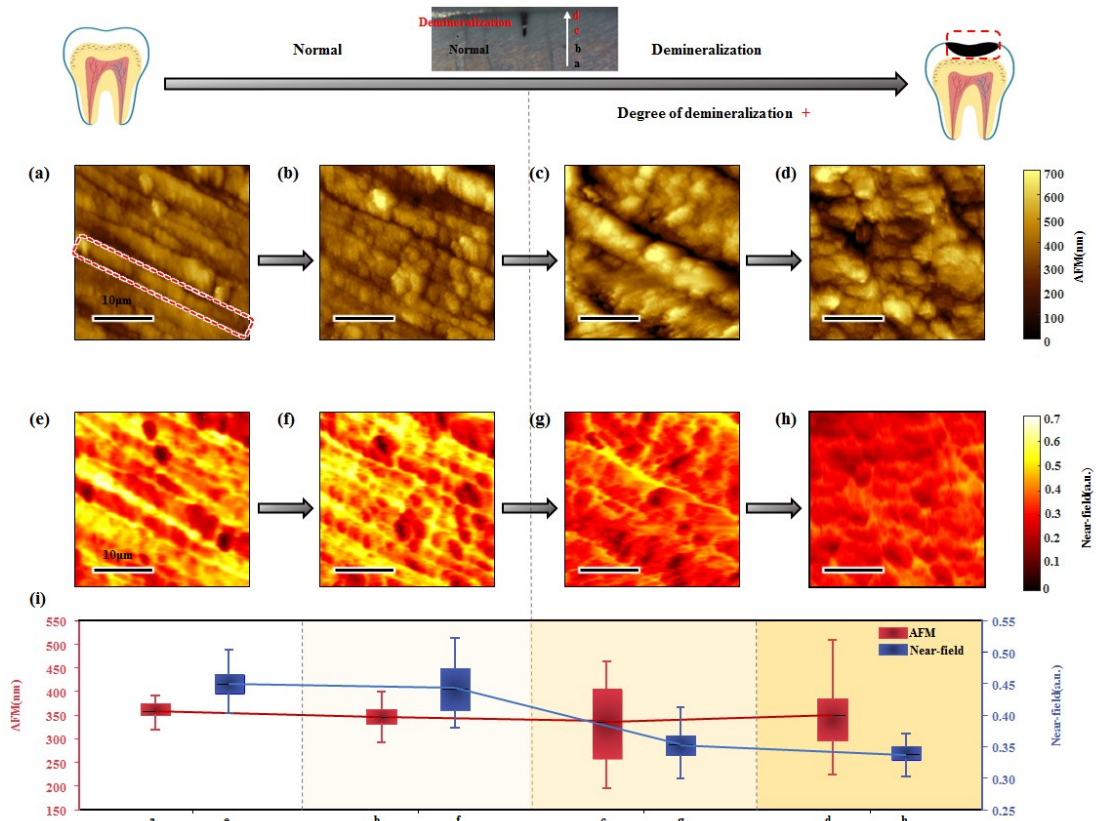 Demineralization
d
c
Normal
Normal
b
Demineralization
a
Degree of demineralization +
(a)
(b)
(c)
(d)
700
600
500
400
300
200
100
0
AFM(nm)
10μm
(e)
(f)
(g)
(h)
0.7
0.6
0.5
0.4
0.3
0.2
0.1
0
Near-field(a.u.)
10μm
(i)
550
500
450
400
350
300
250
200
150
AFM(nm)
AFM
Near-field
0.55
0.50
0.45
0.40
0.35
0.30
0.25
Near-field(a.u.)